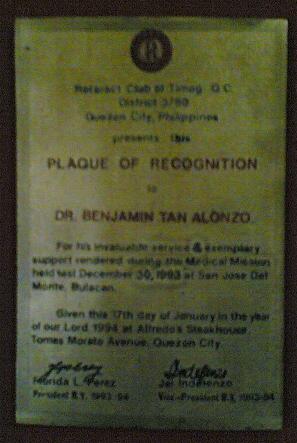 R
Rotaract Club of Timog Q.C.
District 3780
Quezon City, Philippines
presents this
PLAQUE OF RECOGNITION
to
DR. BENJAMIN TAN ALONZO
For his invaluable service & exemplary
support rendered during the Medical Mission
held last December 30, 1993 at San Jose Del
Monte, Bulacan.
Given this 17th day of January in the year
of our Lord 1994 at Alfredo's Steakhouse,
Tomas Morato Avenue, Quezon City.
L. Perez
Indefenzo
President R.Y. 1993-94
Vice-President R.Y. 1993-94